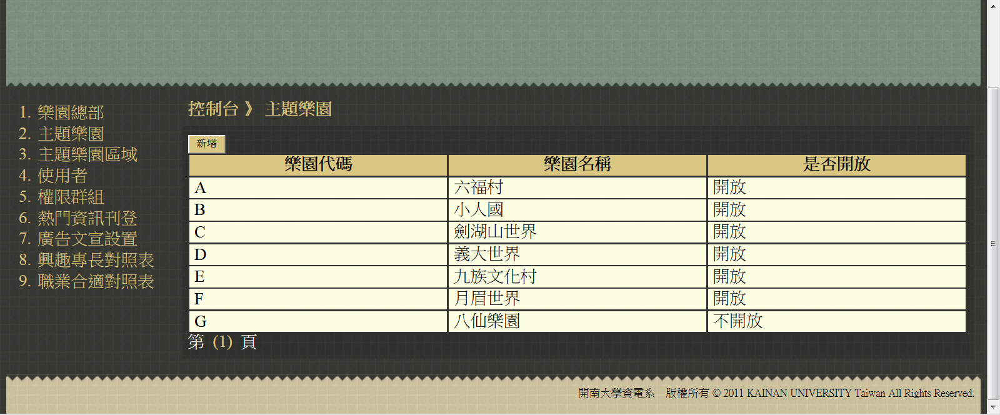 1. 樂園總部
2. 主題樂園
3. 主題樂園區域
4. 使用者
5. 權限群組
6. 熱門資訊刊登
7. 廣告文宣設置
8. 興趣專長對照表
9. 職業合適對照表
控制台 》 主題樂園
新增
樂園代碼 樂園名稱 是否開放
A 六福村 開放
B 小人國 開放
C 劍湖山世界 開放
D 義大世界 開放
E 九族文化村 開放
F 月眉世界 開放
G 八仙樂園 不開放
第 (1) 頁
開南大學資電系 版權所有 © 2011 KAINAN UNIVERSITY Taiwan All Rights Reserved.